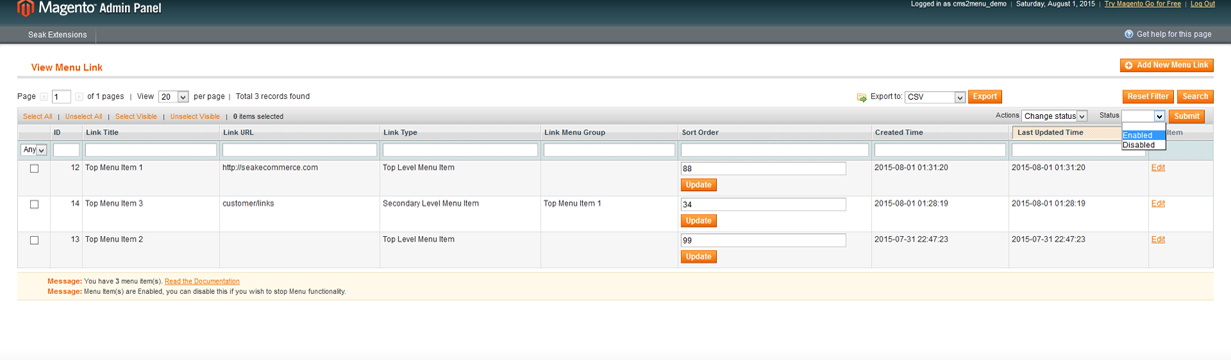 Magento Admin Panel
Logged in as cms2menu_demo | Saturday, August 1, 2015 | Try Magento Go for Free | Log Out
Seak Extensions
Get help for this page
View Menu Link
Add New Menu Link
Page 1 of 1 pages | View 20 per page | Total 3 records found
Export to: CSV Export
Reset Filter Search
Select All | Unselect All | Select Visible | Unselect Visible | 0 items selected
Actions Change status Status Submit
Enabled
Disabled
ID Link Title Link URL Link Type Link Menu Group Sort Order Created Time Last Updated Time
Any
12 Top Menu Item 1 http://seakecommerce.com Top Level Menu Item 88 2015-08-01 01:31:20 2015-08-01 01:31:20 Edit
Update
14 Top Menu Item 3 customer/links Secondary Level Menu Item Top Menu Item 1 34 2015-08-01 01:28:19 2015-08-01 01:28:19 Edit
Update
13 Top Menu Item 2 Top Level Menu Item 99 2015-07-31 22:47:23 2015-07-31 22:47:23 Edit
Update
Message: You have 3 menu item(s). Read the Documentation
Message: Menu Item(s) are Enabled, you can disable this if you wish to stop Menu functionality.